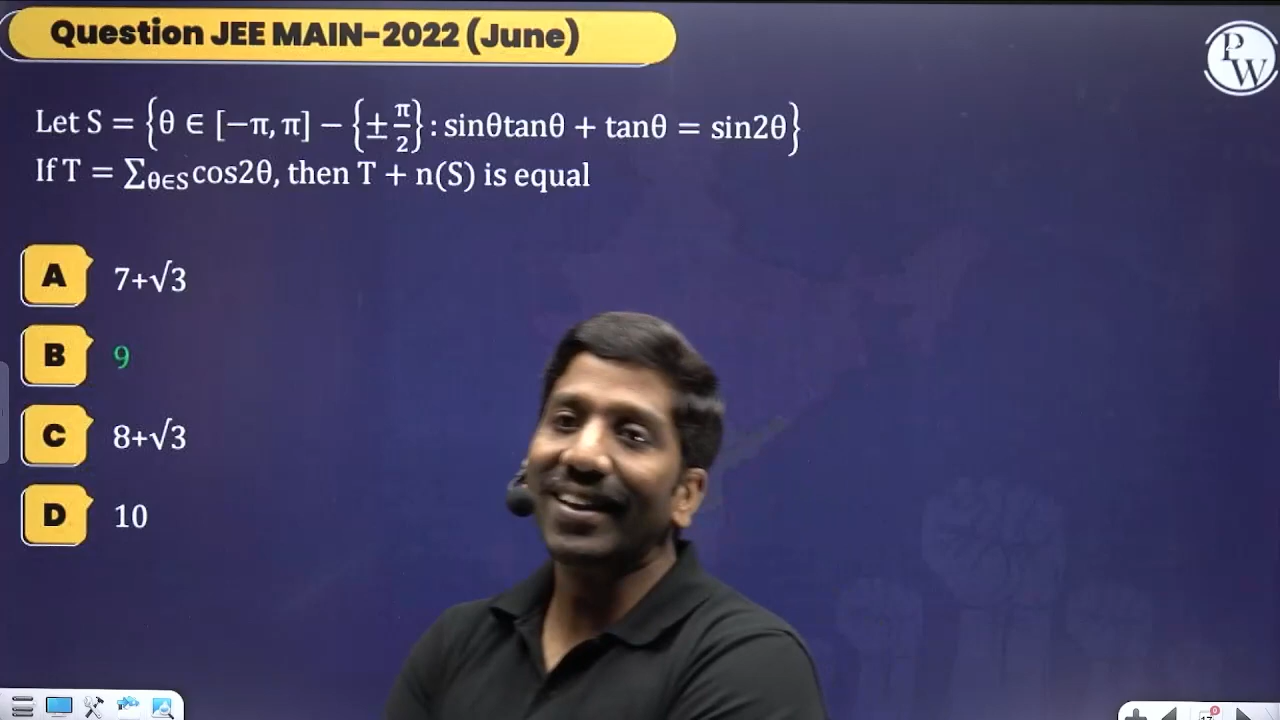 Question JEE MAIN-2022 (June)
PW
Let S = {θ ∈ [−π, π] − {± π/2} : sinθtanθ + tanθ = sin2θ}
If T = ∑θ∈S cos2θ, then T + n(S) is equal
A 7+√3
B 9
C 8+√3
D 10